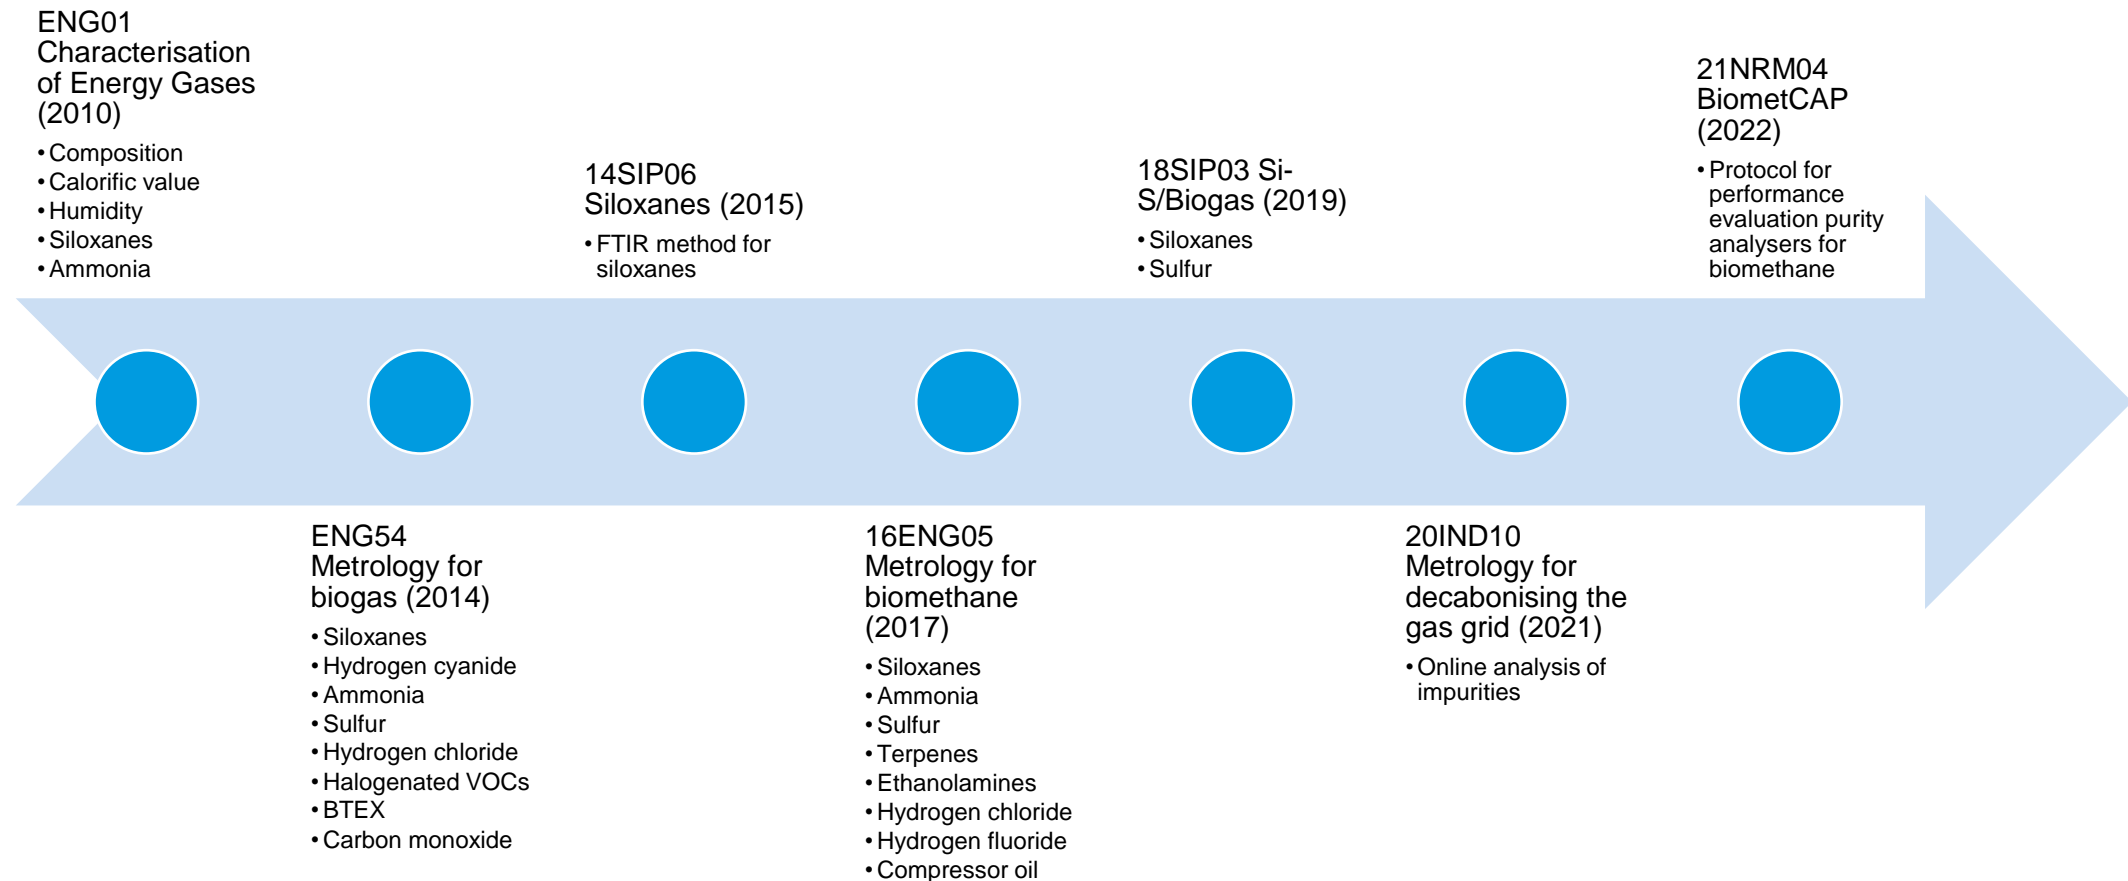 ENG01
Characterisation
of Energy Gases
(2010)
• Composition
• Calorific value
• Humidity
• Siloxanes
• Ammonia
ENG54
Metrology for
biogas (2014)
• Siloxanes
• Hydrogen cyanide
• Ammonia
• Sulfur
• Hydrogen chloride
• Halogenated VOCs
• BTEX
• Carbon monoxide
14SIP06
Siloxanes (2015)
• FTIR method for
siloxanes
16ENG05
Metrology for
biomethane
(2017)
• Siloxanes
• Ammonia
• Sulfur
• Terpenes
• Ethanolamines
• Hydrogen chloride
• Hydrogen fluoride
• Compressor oil
18SIP03 Si-
S/Biogas (2019)
• Siloxanes
• Sulfur
20IND10
Metrology for
decabonising the
gas grid (2021)
• Online analysis of
impurities
21NRM04
BiometCAP
(2022)
• Protocol for
performance
evaluation purity
analysers for
biomethane